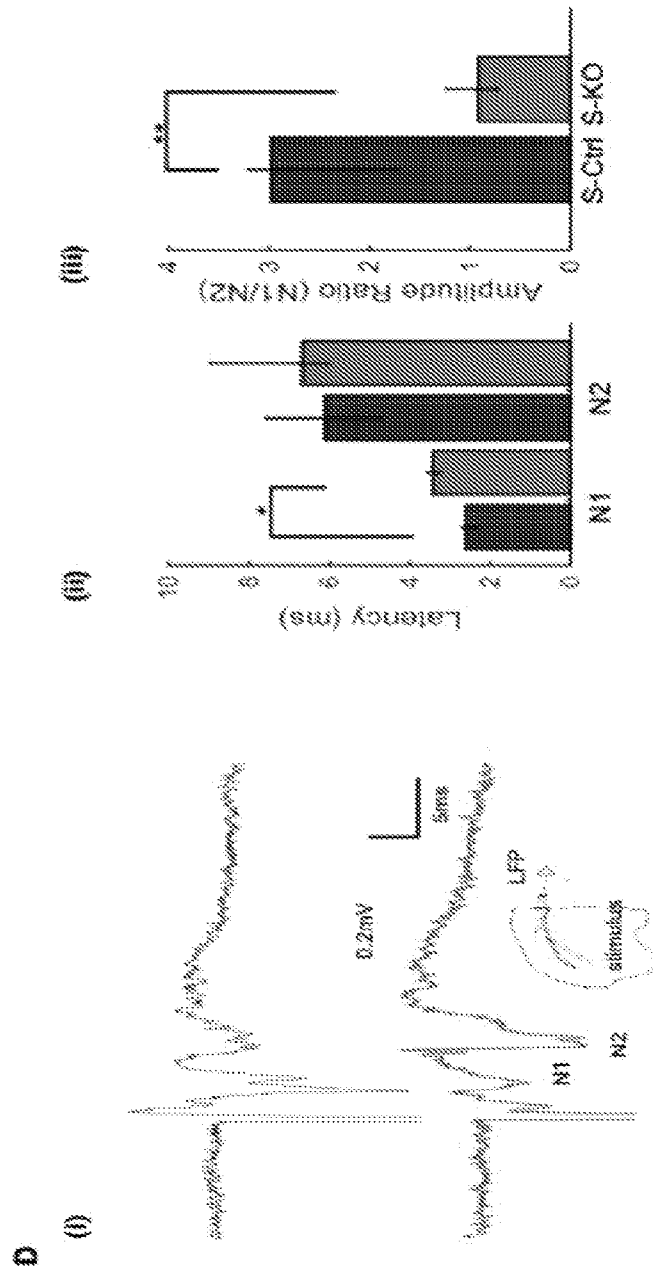 D
(i)
0.2mV
5ms
N1
N2
LFP
stimulus
(ii)
Latency (ms)
10
8
6
4
2
0
*
N1
N2
(iii)
Amplitude Ratio (N1/N2)
4
3
2
1
0
**
S-Ctrl S-KO